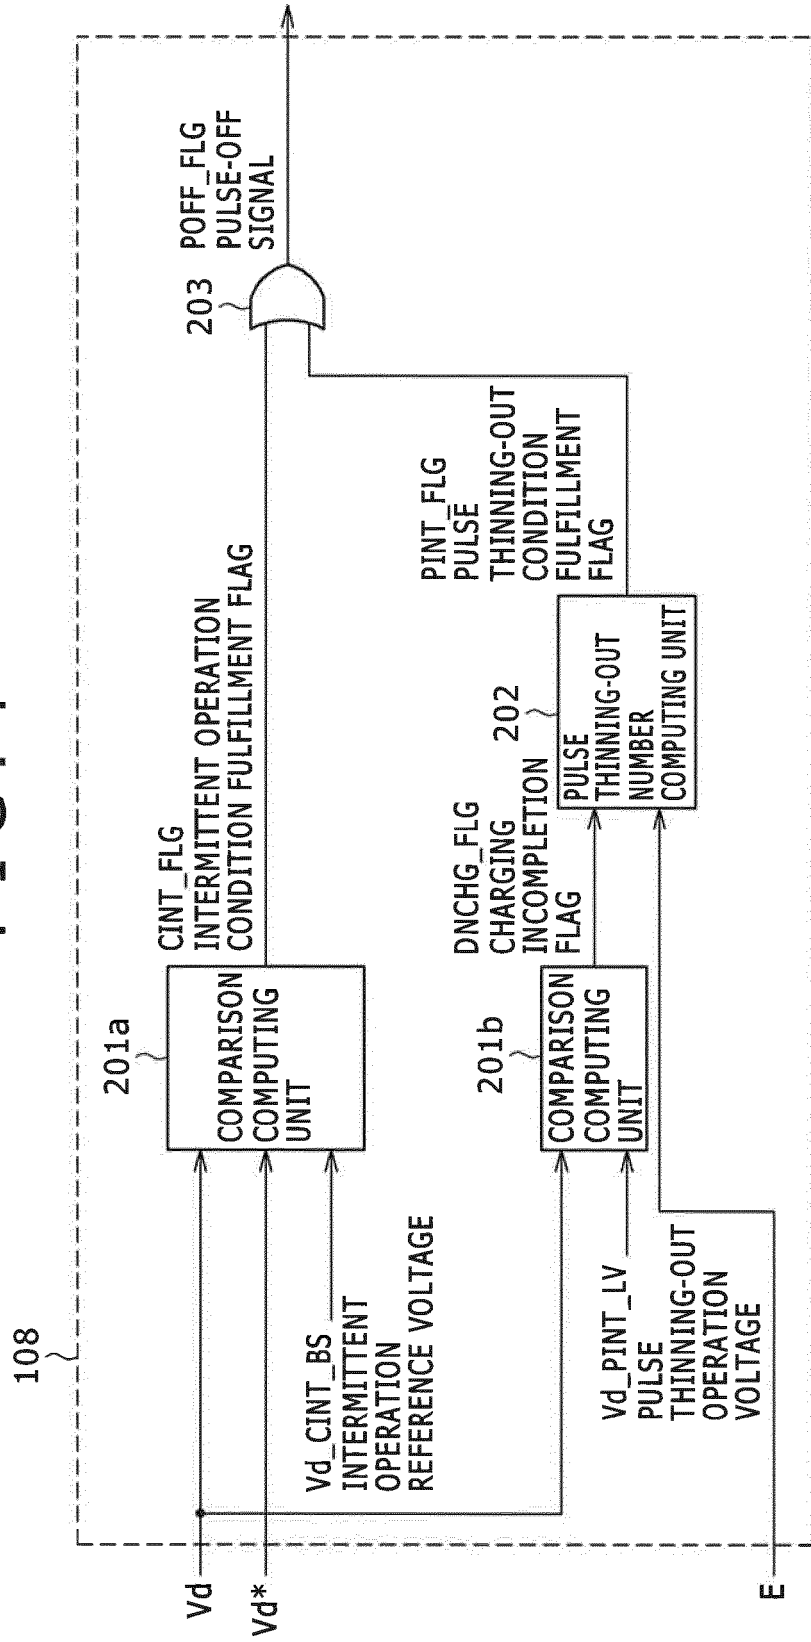 108
Vd
Vd*
E
Vd_CINT_BS
INTERMITTENT
OPERATION
REFERENCE VOLTAGE
201a
COMPARISON
COMPUTING
UNIT
CINT_FLG
INTERMITTENT OPERATION
CONDITION FULFILLMENT FLAG
203
POFF_FLG
PULSE-OFF
SIGNAL
Vd_PINT_LV
PULSE
THINNING-OUT
OPERATION
VOLTAGE
201b
COMPARISON
COMPUTING
UNIT
DNCHG_FLG
CHARGING
INCOMPLETION
FLAG
202
PULSE
THINNING-OUT
NUMBER
COMPUTING UNIT
PINT_FLG
PULSE
THINNING-OUT
CONDITION
FULFILLMENT
FLAG